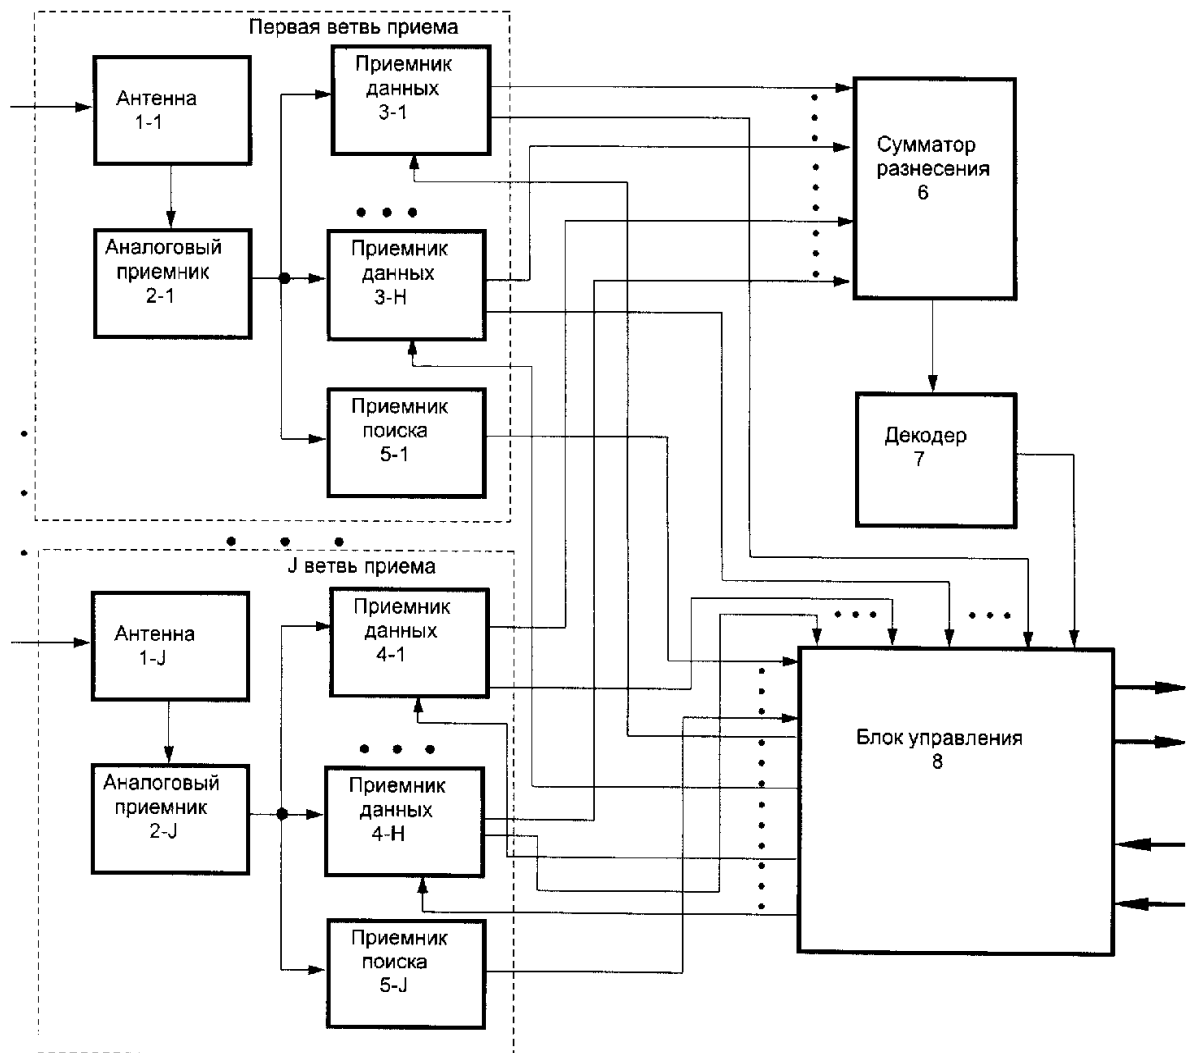 Первая ветвь приема
Антенна
1-1
Аналоговый
приемник
2-1
Приемник
данных
3-1
Приемник
данных
3-Н
Приемник
поиска
5-1
Сумматор
разнесения
6
Декодер
7
J ветвь приема
Антенна
1-J
Аналоговый
приемник
2-J
Приемник
данных
4-1
Приемник
данных
4-Н
Приемник
поиска
5-J
Блок управления
8